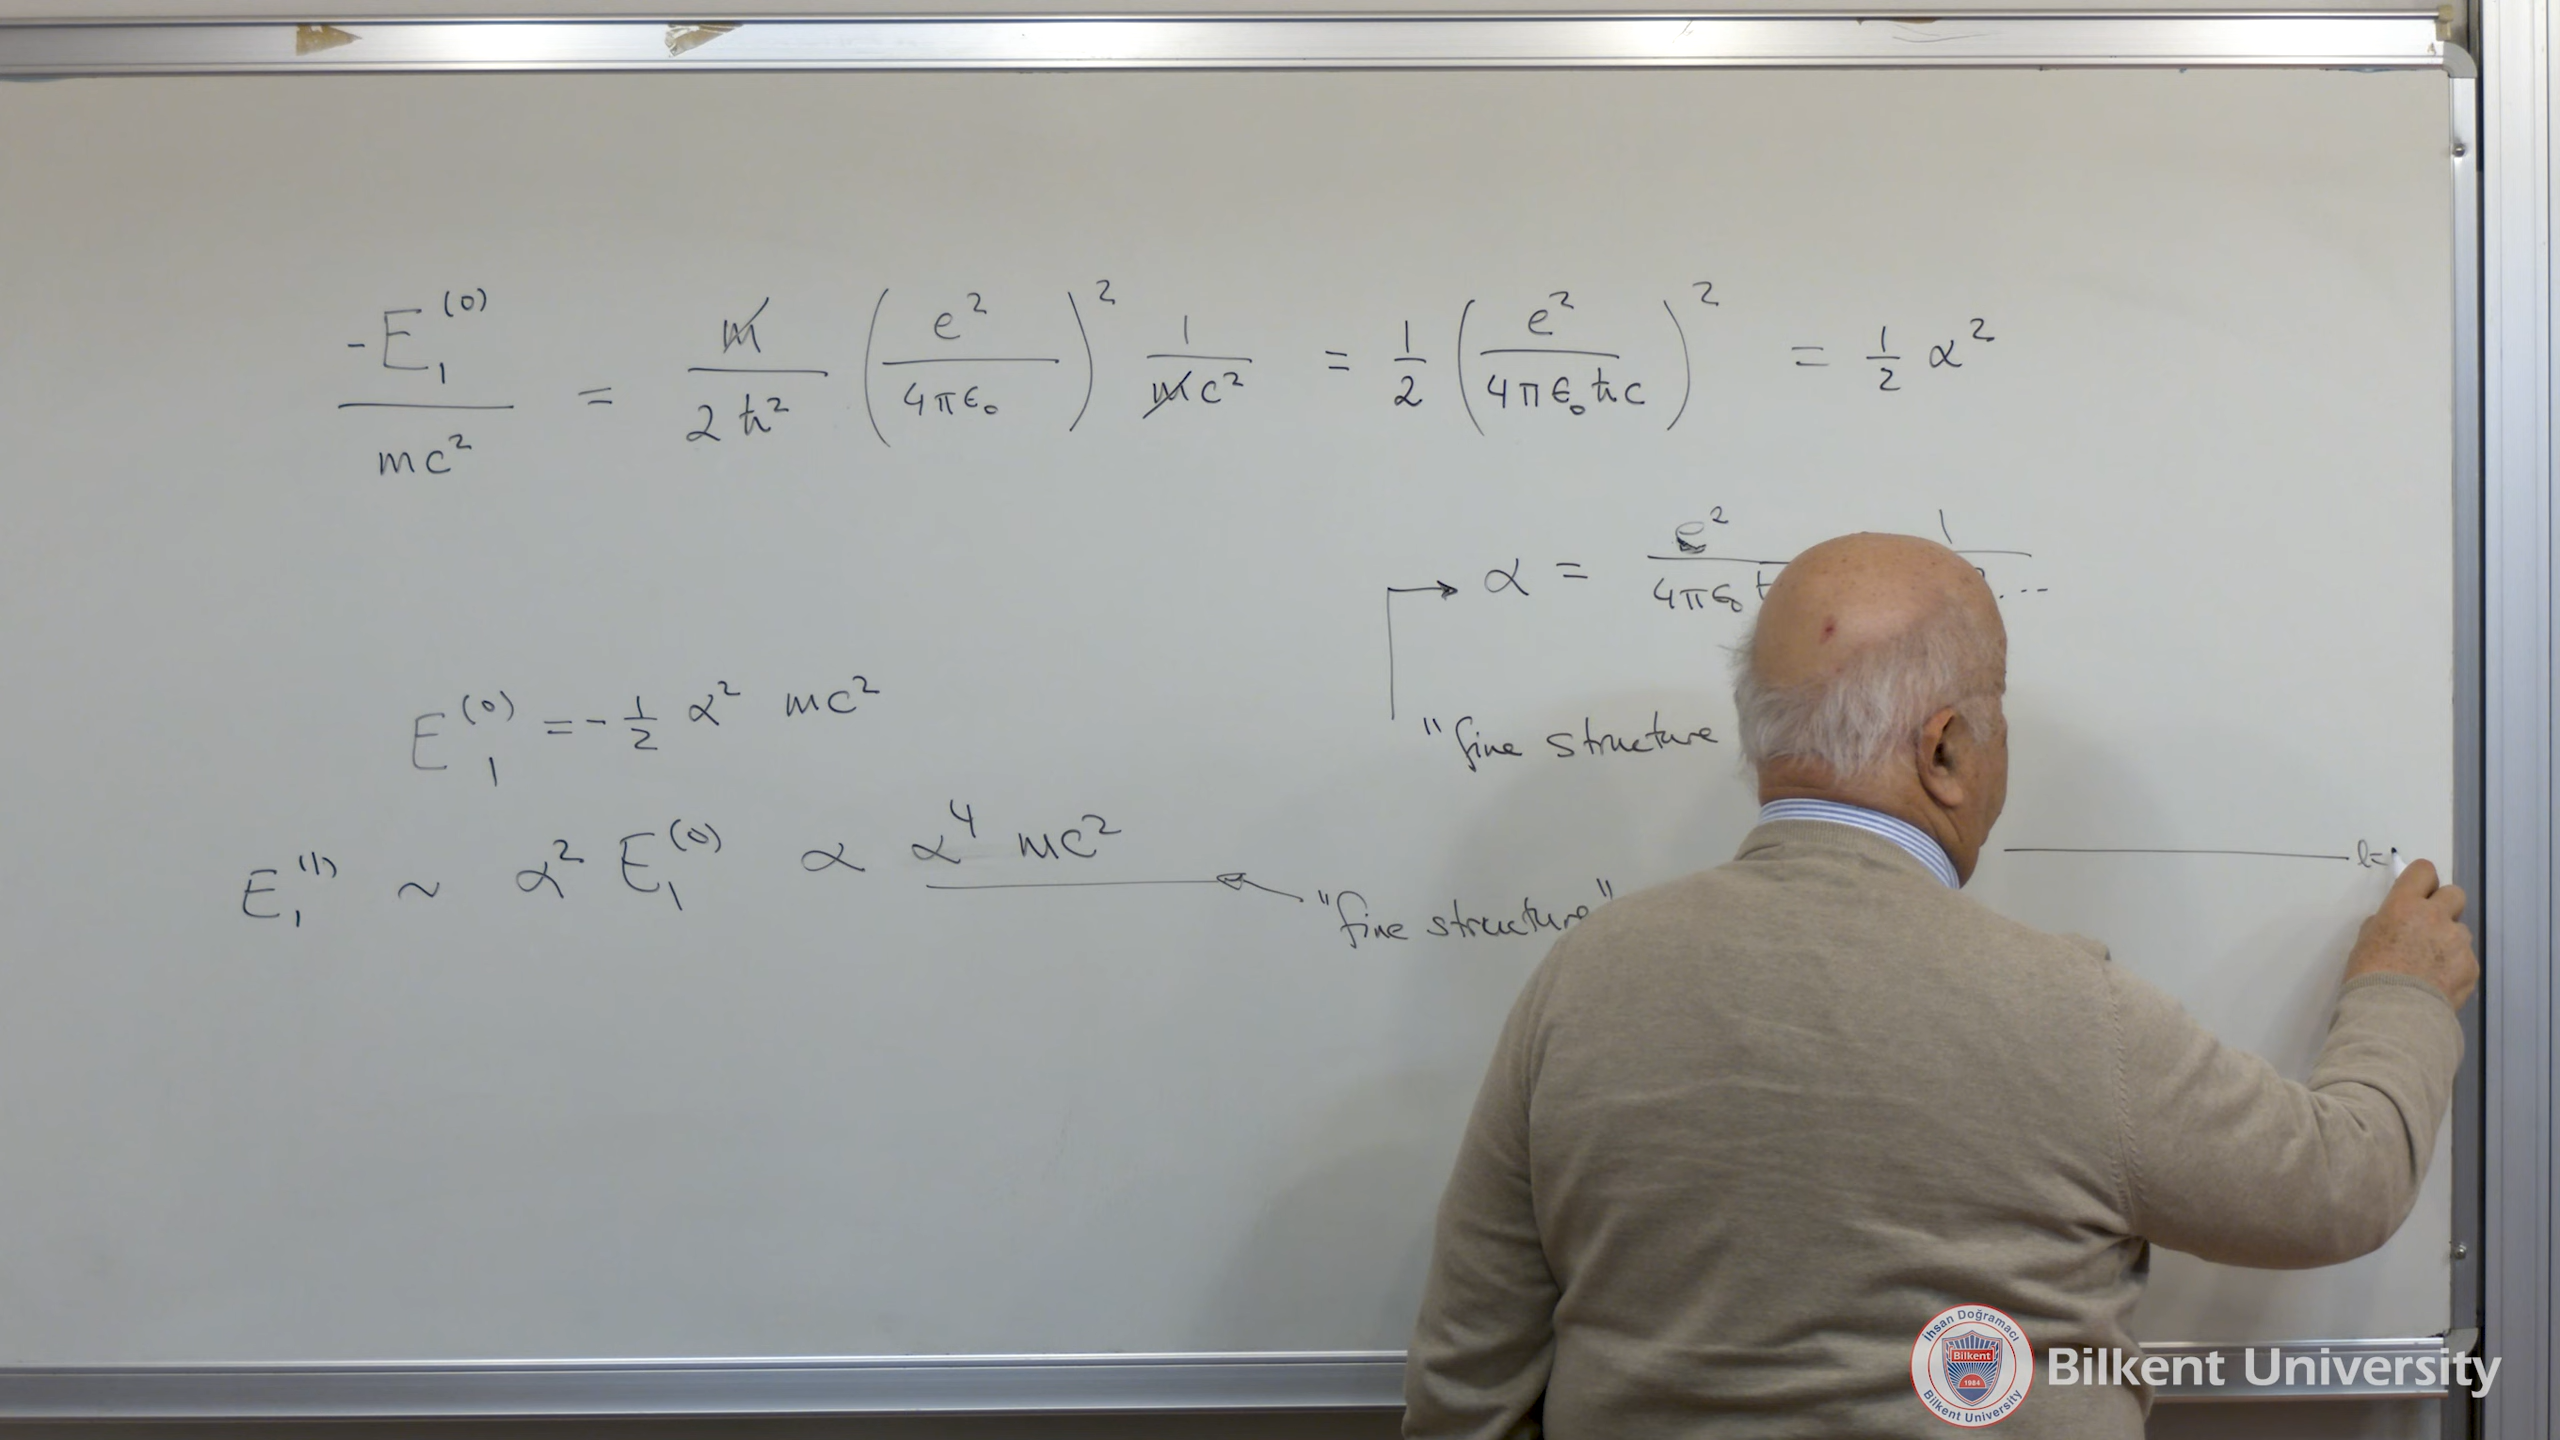 -E₁⁽⁰⁾ / mc² = m / 2ħ² ( e² / 4πϵ₀ )² 1 / mc² = 1/2 ( e² / 4πϵ₀ħc )² = 1/2 α²
α = e² / 4πϵ₀ 1 / ...
"fine structure
E₁⁽⁰⁾ = - 1/2 α² mc²
E₁⁽¹⁾ ~ α² E₁⁽⁰⁾ ∝ α⁴ mc²
"fine structure"
l=
İhsan Doğramacı
Bilkent
1984
Bilkent University
Bilkent University